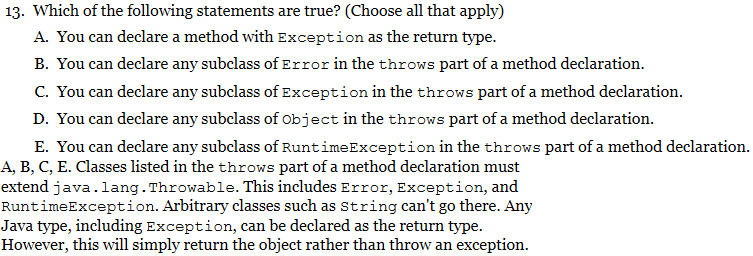 13. Which of the following statements are true? (Choose all that apply)
A. You can declare a method with Exception as the return type.
B. You can declare any subclass of Error in the throws part of a method declaration.
C. You can declare any subclass of Exception in the throws part of a method declaration.
D. You can declare any subclass of Object in the throws part of a method declaration.
E. You can declare any subclass of RuntimeException in the throws part of a method declaration.
A, B, C, E. Classes listed in the throws part of a method declaration must
extend java.lang.Throwable. This includes Error, Exception, and
RuntimeException. Arbitrary classes such as String can't go there. Any
Java type, including Exception, can be declared as the return type.
However, this will simply return the object rather than throw an exception.